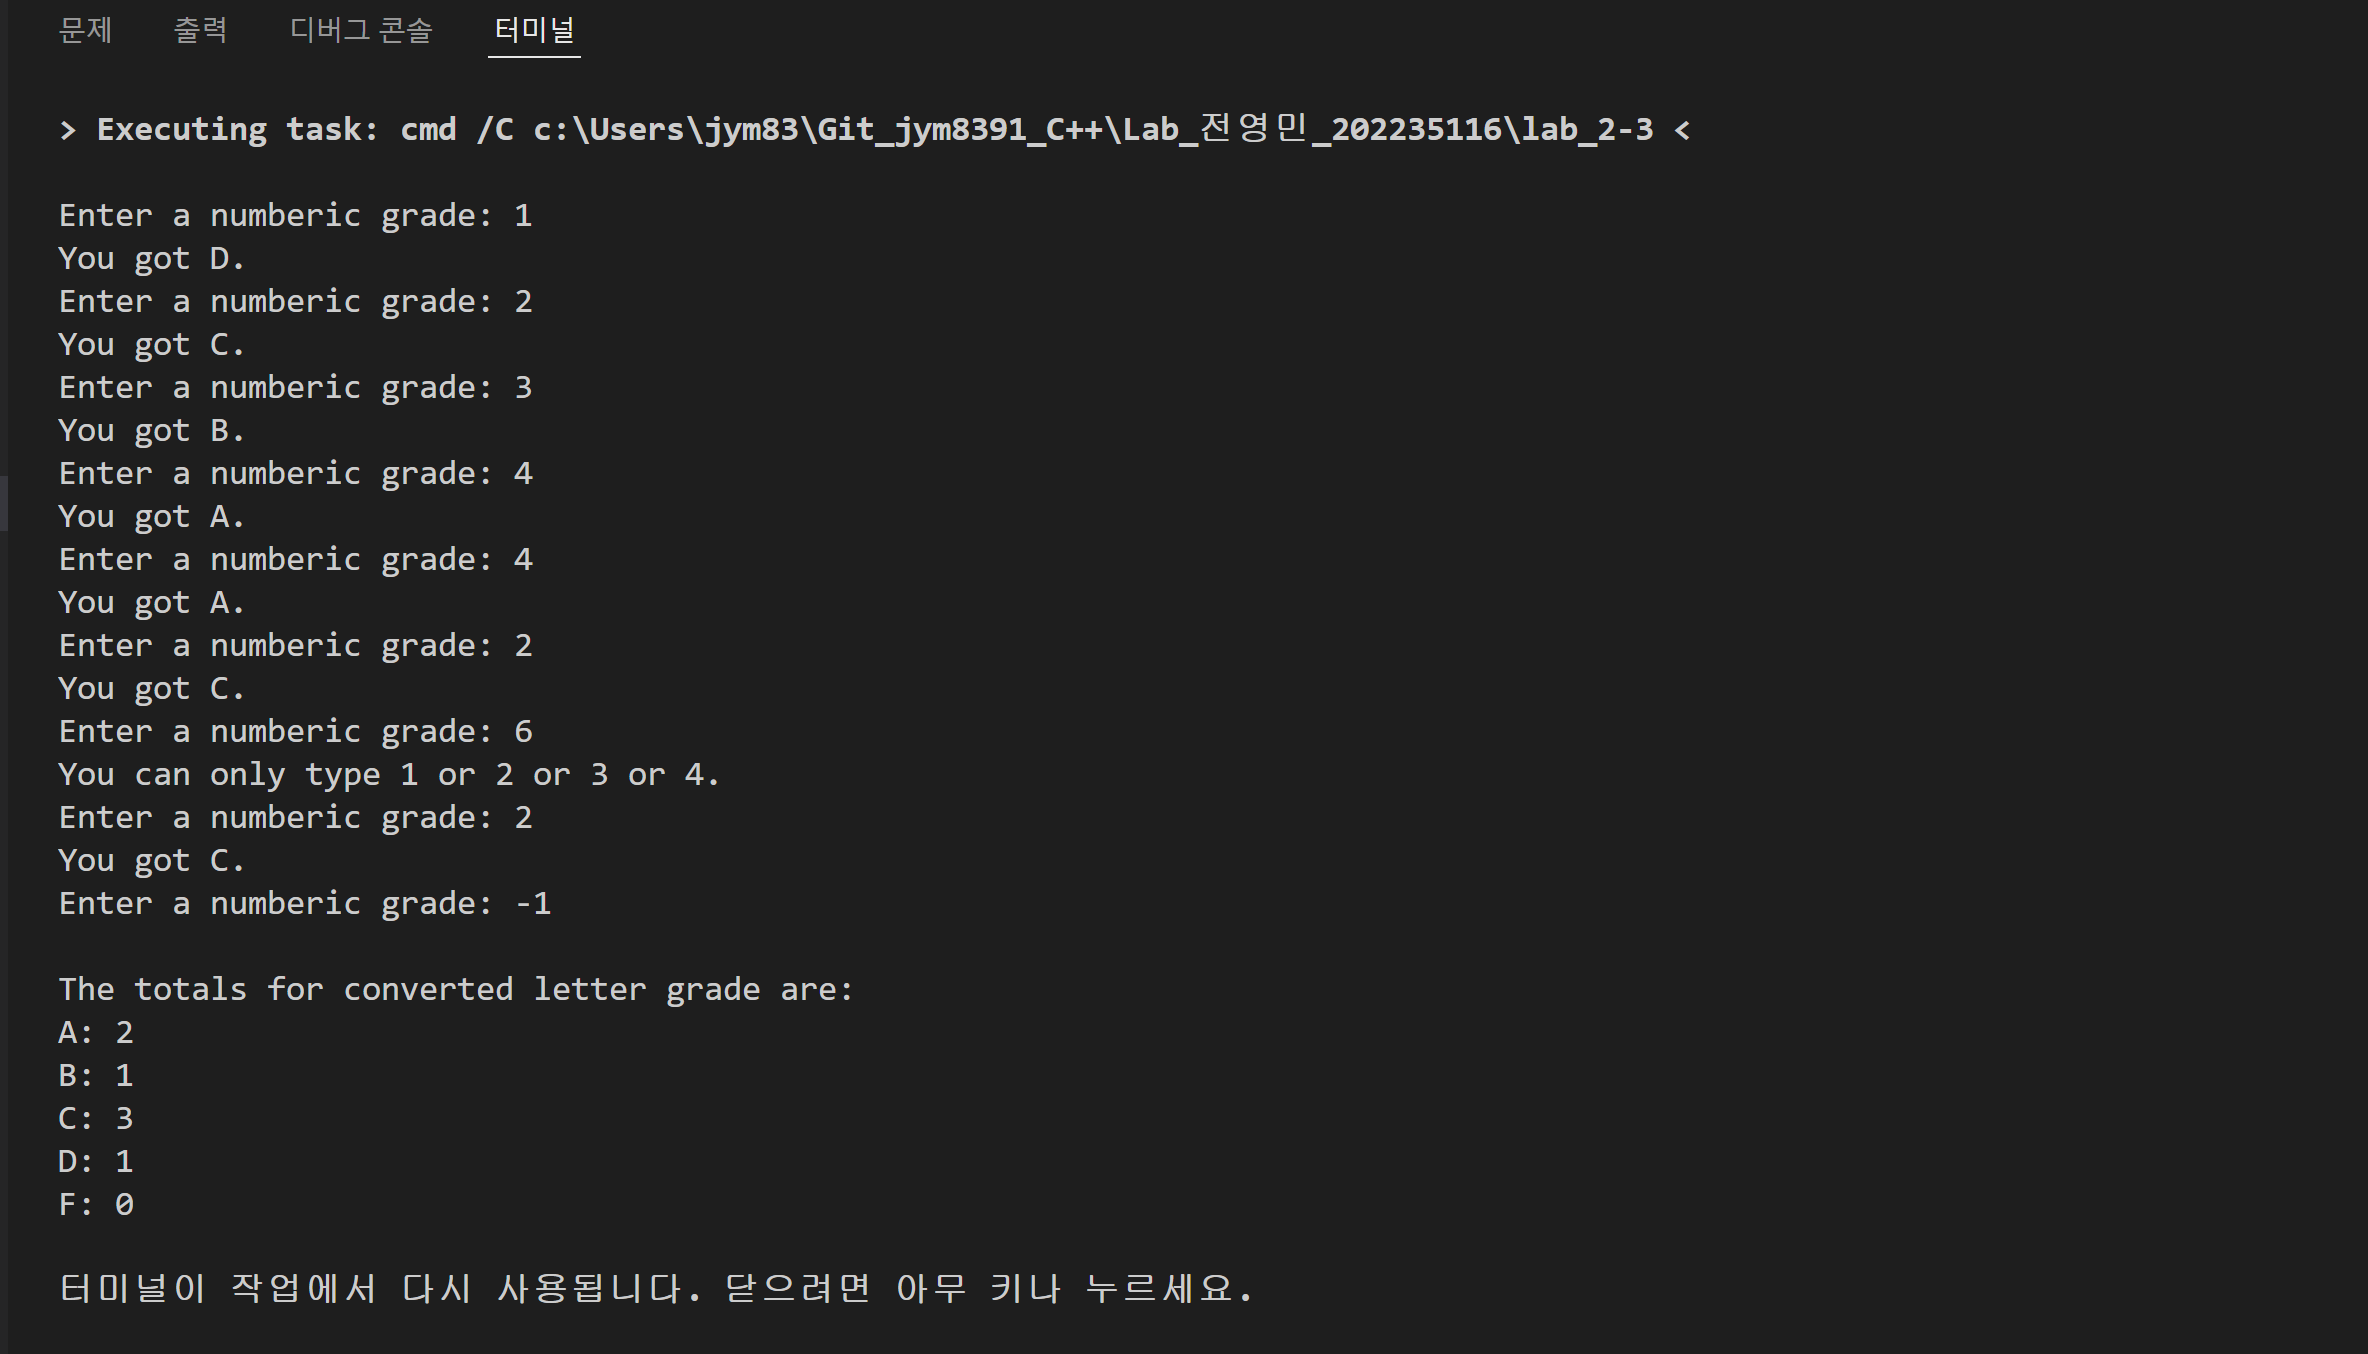 문제 출력 디버그 콘솔 터미널
> Executing task: cmd /C c:\Users\jym83\Git_jym8391_C++\Lab_전영민_202235116\lab_2-3 <
Enter a numberic grade: 1
You got D.
Enter a numberic grade: 2
You got C.
Enter a numberic grade: 3
You got B.
Enter a numberic grade: 4
You got A.
Enter a numberic grade: 4
You got A.
Enter a numberic grade: 2
You got C.
Enter a numberic grade: 6
You can only type 1 or 2 or 3 or 4.
Enter a numberic grade: 2
You got C.
Enter a numberic grade: -1
The totals for converted letter grade are:
A: 2
B: 1
C: 3
D: 1
F: 0
터미널이 작업에서 다시 사용됩니다. 닫으려면 아무 키나 누르세요.